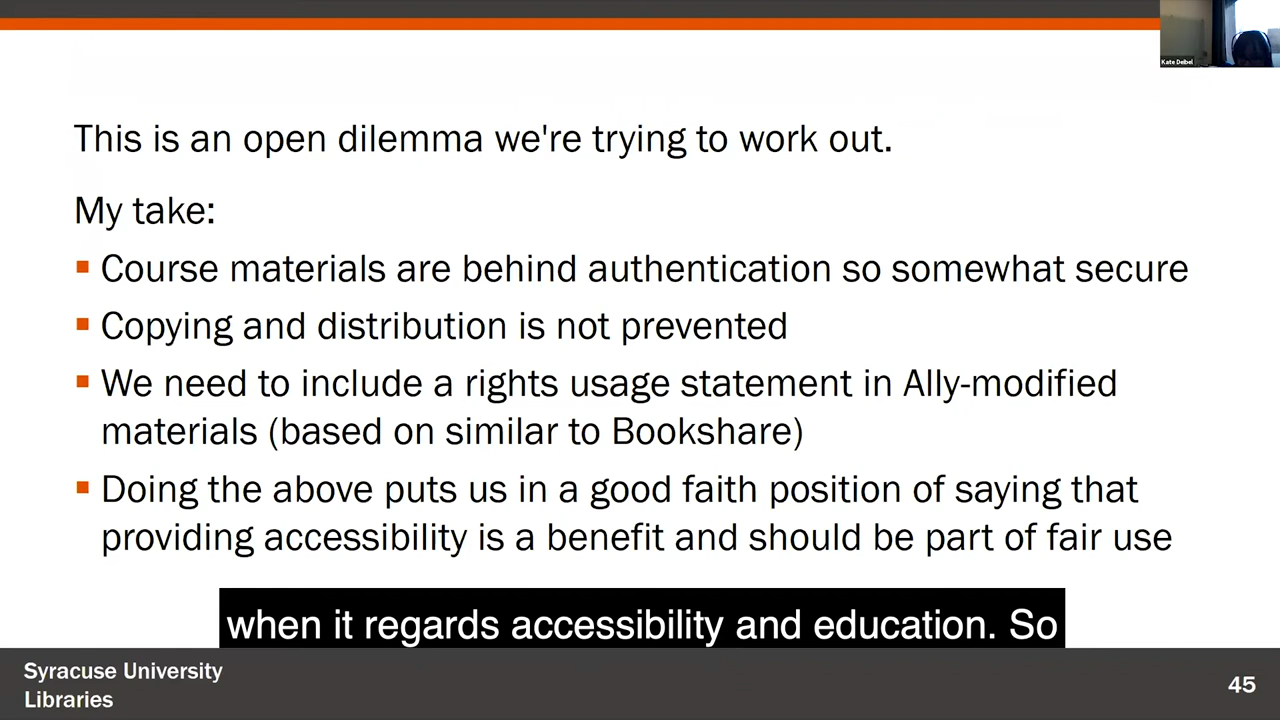 Kate Deibel
This is an open dilemma we're trying to work out.
My take:
Course materials are behind authentication so somewhat secure
Copying and distribution is not prevented
We need to include a rights usage statement in Ally-modified
materials (based on similar to Bookshare)
Doing the above puts us in a good faith position of saying that
providing accessibility is a benefit and should be part of fair use
when it regards accessibility and education. So
Syracuse University
Libraries
45